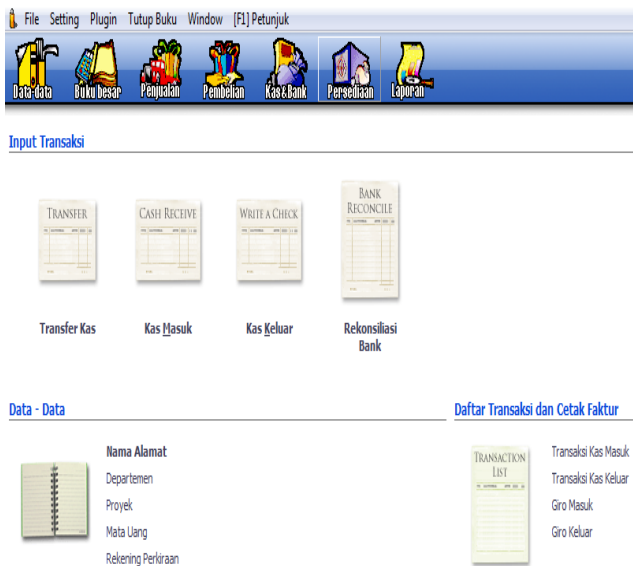 File Setting Plugin Tutup Buku Window [F1] Petunjuk
Data-data Buku besar Penjualan Pembelian Kas&Bank Persediaan Laporan
Input Transaksi
TRANSFER
CASH RECEIVE
WRITE A CHECK
BANK
RECONCILE
Transfer Kas
Kas Masuk
Kas Keluar
Rekonsiliasi
Bank
Data - Data
Nama Alamat
Departemen
Proyek
Mata Uang
Rekening Perkiraan
Daftar Transaksi dan Cetak Faktur
TRANSACTION
LIST
Transaksi Kas Masuk
Transaksi Kas Keluar
Giro Masuk
Giro Keluar